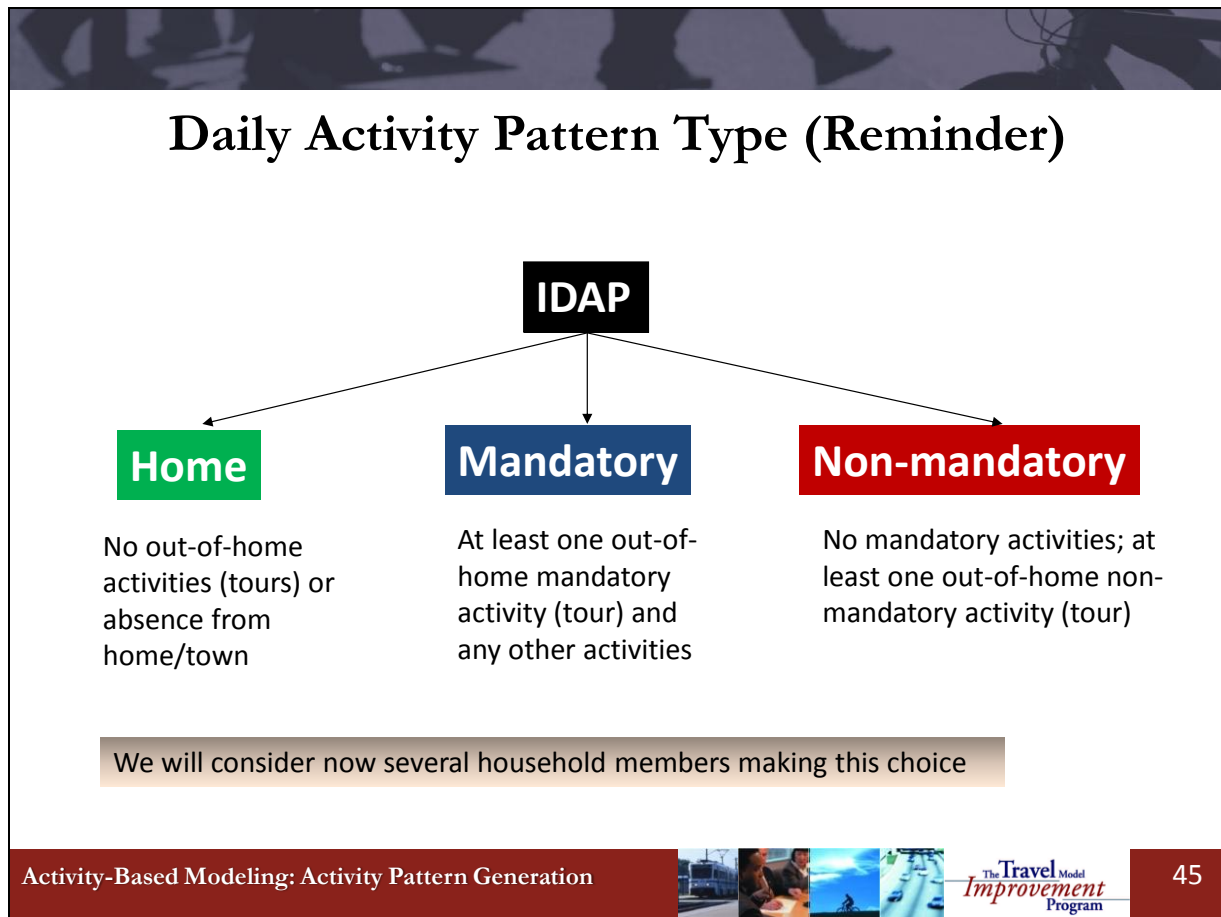 Daily Activity Pattern Type (Reminder)
IDAP
Home
Mandatory
Non-mandatory
No out-of-home
activities (tours) or
absence from
home/town
At least one out-of-
home mandatory
activity (tour) and
any other activities
No mandatory activities; at
least one out-of-home non-
mandatory activity (tour)
We will consider now several household members making this choice
Activity-Based Modeling: Activity Pattern Generation
The Travel Model
Improvement
Program
45